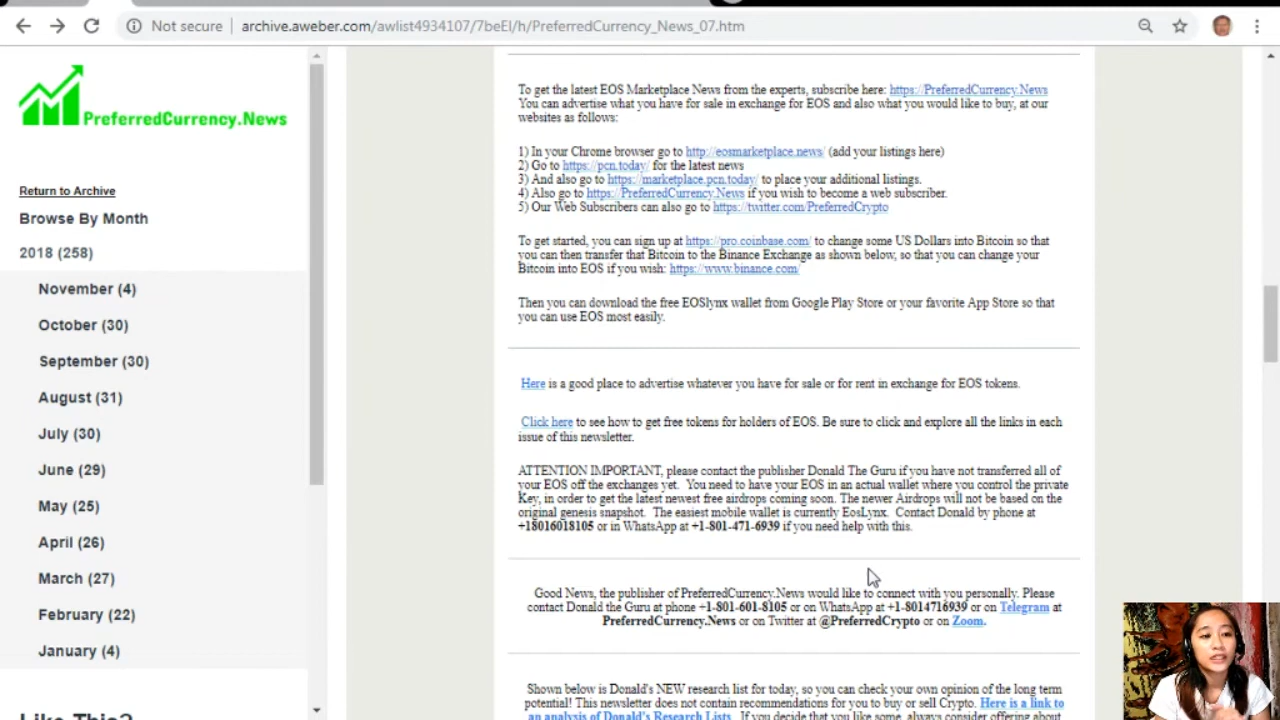 Not secure
archive.aweber.com/awlist4934107/7beEI/h/PreferredCurrency_News_07.htm
PreferredCurrency.News
Return to Archive
Browse By Month
2018 (258)
November (4)
October (30)
September (30)
August (31)
July (30)
June (29)
May (25)
April (26)
March (27)
February (22)
January (4)
Like This?
To get the latest EOS Marketplace News from the experts, subscribe here: https://PreferredCurrency.News
You can advertise what you have for sale in exchange for EOS and also what you would like to buy, at our
websites as follows:
1) In your Chrome browser go to http://eosmarketplace.news/ (add your listings here)
2) Go to https://pcn.today/ for the latest news
3) And also go to https://marketplace.pcn.today/ to place your additional listings.
4) Also go to https://PreferredCurrency.News if you wish to become a web subscriber.
5) Our Web Subscribers can also go to https://twitter.com/PreferredCrypto
To get started, you can sign up at https://pro.coinbase.com/ to change some US Dollars into Bitcoin so that
you can then transfer that Bitcoin to the Binance Exchange as shown below, so that you can change your
Bitcoin into EOS if you wish: https://www.binance.com/
Then you can download the free EOSlynx wallet from Google Play Store or your favorite App Store so that
you can use EOS most easily.
Here is a good place to advertise whatever you have for sale or for rent in exchange for EOS tokens.
Click here to see how to get free tokens for holders of EOS. Be sure to click and explore all the links in each
issue of this newsletter.
ATTENTION IMPORTANT, please contact the publisher Donald The Guru if you have not transferred all of
your EOS off the exchanges yet. You need to have your EOS in an actual wallet where you control the private
Key, in order to get the latest newest free airdrops coming soon. The newer Airdrops will not be based on the
original genesis snapshot. The easiest mobile wallet is currently EosLynx. Contact Donald by phone at
+18016018105 or in WhatsApp at +1-801-471-6939 if you need help with this.
Good News, the publisher of PreferredCurrency.News would like to connect with you personally. Please
contact Donald the Guru at phone +1-801-601-8105 or on WhatsApp at +1-8014716939 or on Telegram at
PreferredCurrency.News or on Twitter at @PreferredCrypto or on Zoom.
Shown below is Donald's NEW research list for today, so you can check your own opinion of the long term
potential! This newsletter does not contain recommendations for you to buy or sell Crypto. Here is a link to
an analysis of Donald's Research Lists. If you decide that you like some, always consider offering about